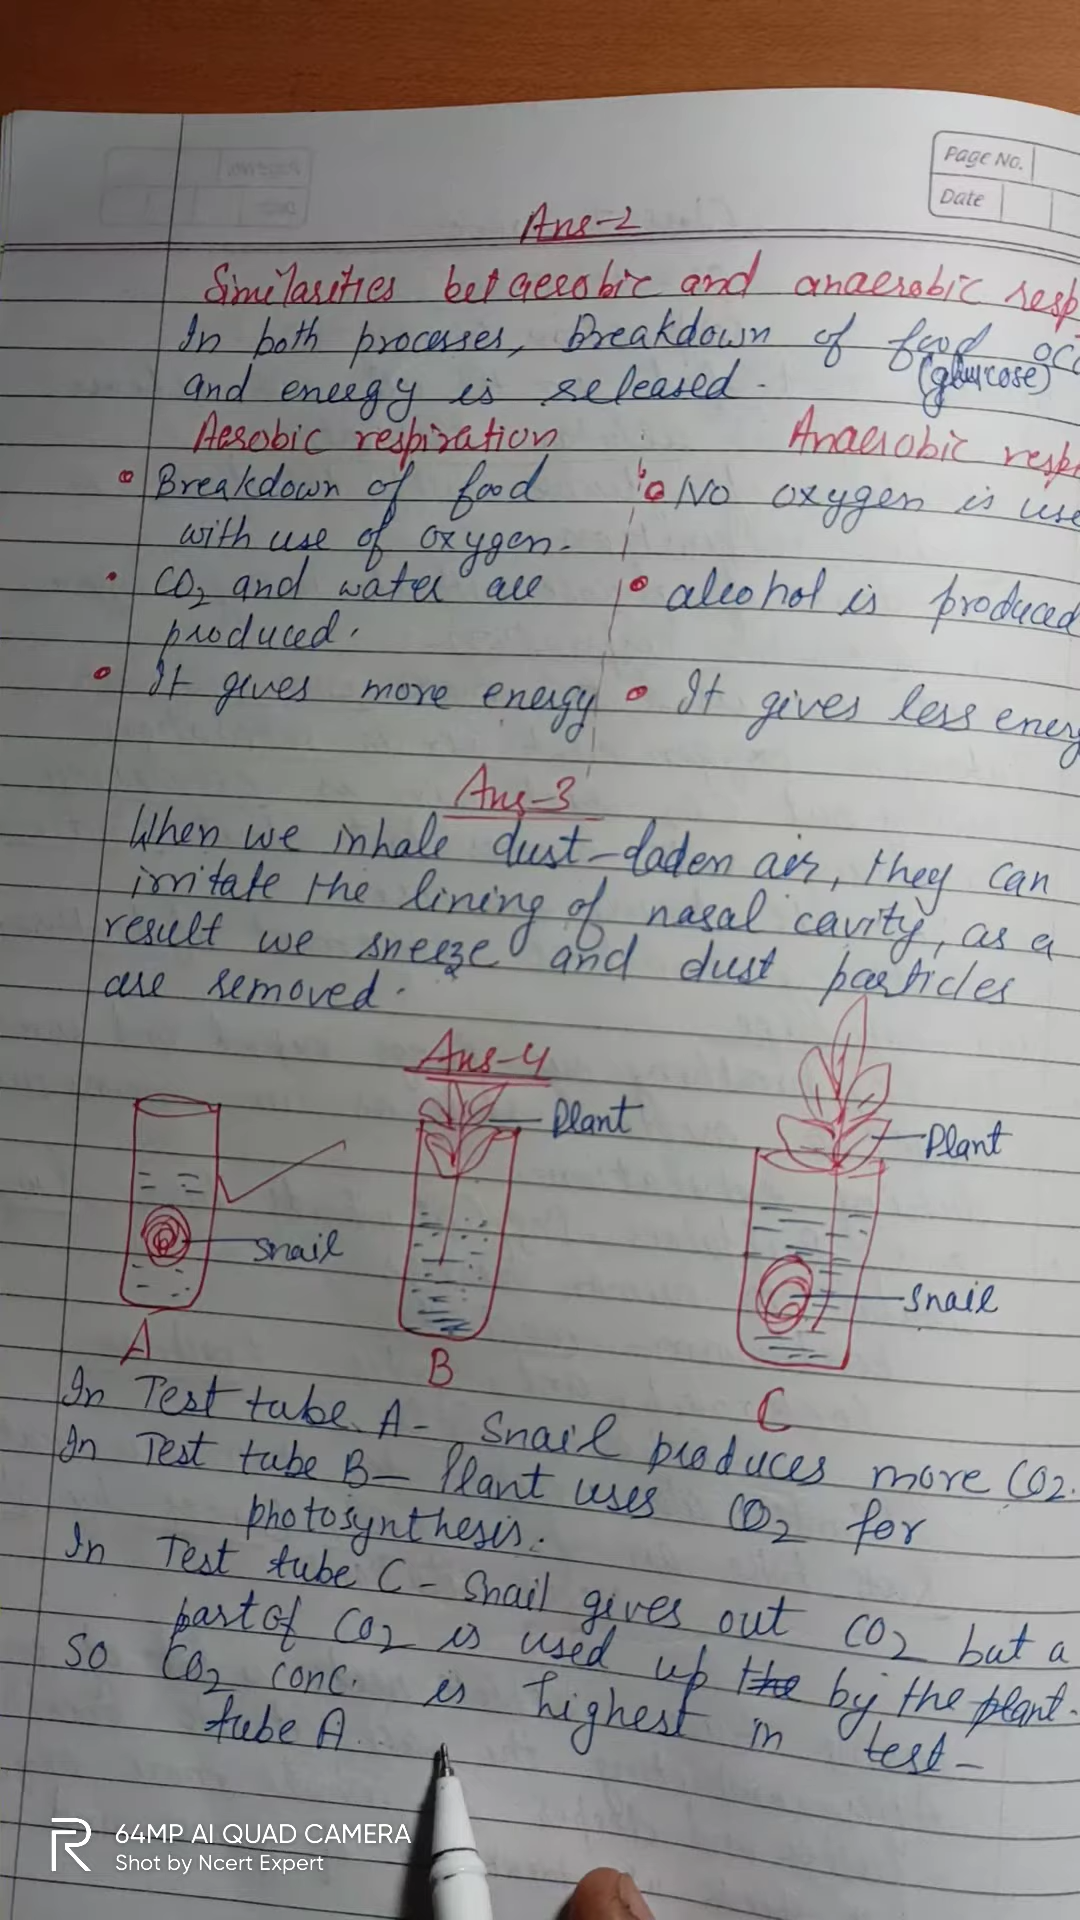 Page No.
Date
Ans-2
Similarities bet aerobic and anaerobic resp
In both processes, Breakdown of food occ
(glucose)
and energy is released.
Aerobic respiration
Anaerobic resp
Breakdown of food
with use of oxygen.
No oxygen is use
CO2 and water are
produced.
alcohol is produced
It gives more energy
It gives less energ
Ans-3
When we inhale dust-laden air, they can
irritate the lining of nasal cavity, as a
result we sneeze and dust particles
are removed.
Ans-4
Plant
Plant
Snail
Snail
A
B
C
In Test tube A- Snail produces more CO2.
In Test tube B- Plant uses CO2 for
photosynthesis.
In Test tube C- Snail gives out CO2 but a
part of CO2 is used up the by the plant.
So CO2 conc. is highest in test-
tube A.
64MP AI QUAD CAMERA
Shot by Ncert Expert